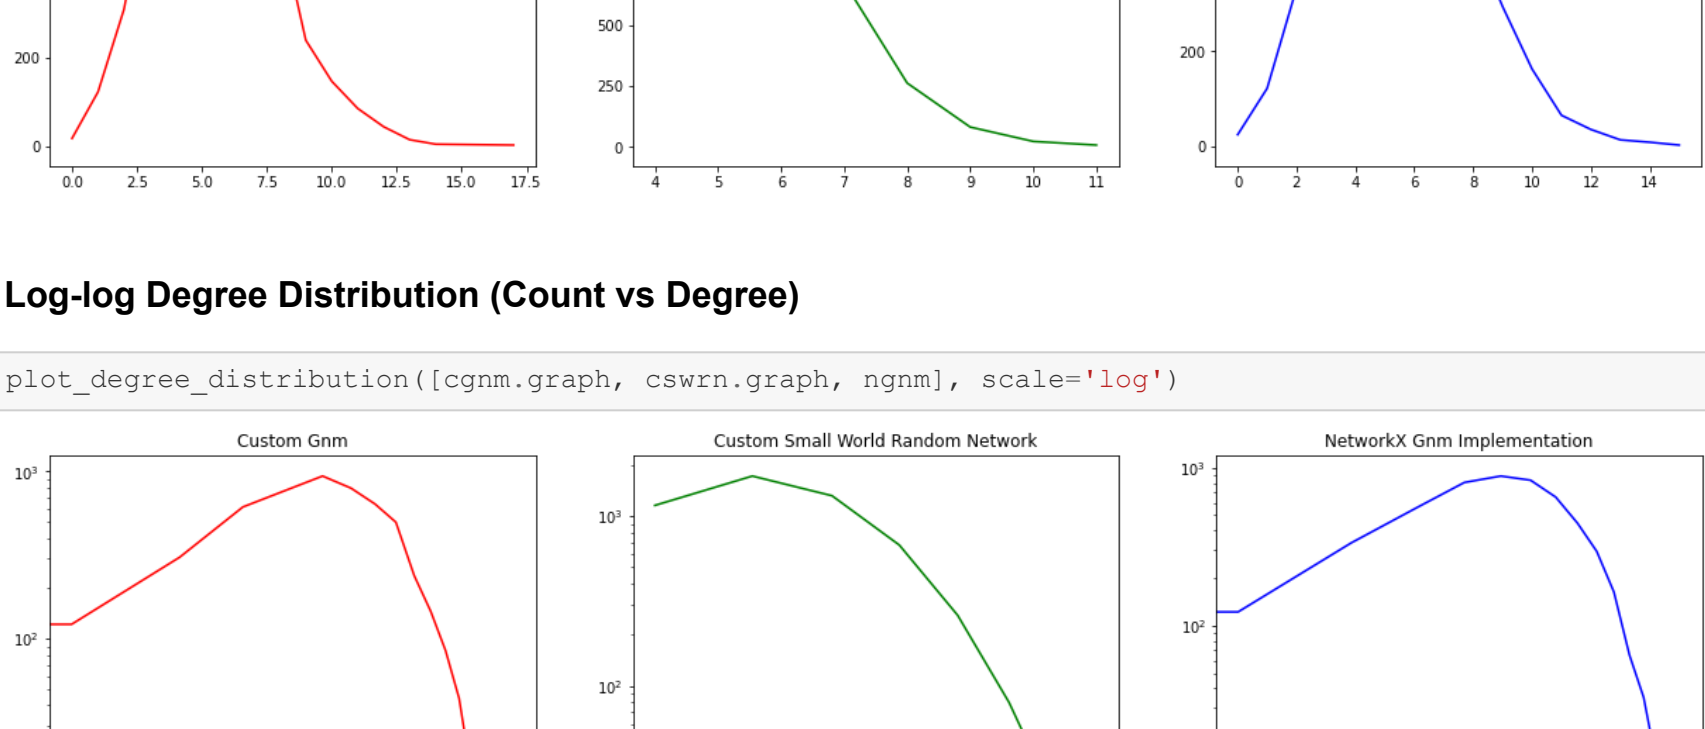 500
200
200
250
0
0
0
0.0 2.5 5.0 7.5 10.0 12.5 15.0 17.5
4 5 6 7 8 9 10 11
0 2 4 6 8 10 12 14
Log-log Degree Distribution (Count vs Degree)
plot_degree_distribution([cgnm.graph, cswrn.graph, ngnm], scale='log')
Custom Gnm
Custom Small World Random Network
NetworkX Gnm Implementation
10³
10³
10³
10²
10²
10²